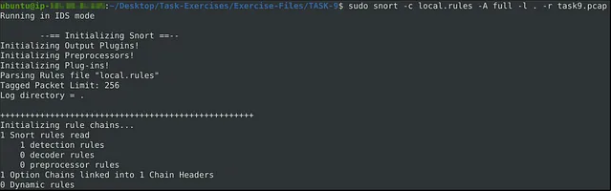 ubuntu@ip-:~/Desktop/Task-Exercises/Exercise-Files/TASK-9$ sudo snort -c local.rules -A full -l . -r task9.pcap
Running in IDS mode
--== Initializing Snort ==--
Initializing Output Plugins!
Initializing Preprocessors!
Initializing Plug-ins!
Parsing Rules file "local.rules"
Tagged Packet Limit: 256
Log directory = .
+++++++++++++++++++++++++++++++++++++++++++++++++++
Initializing rule chains...
1 Snort rules read
1 detection rules
0 decoder rules
0 preprocessor rules
1 Option Chains linked into 1 Chain Headers
0 Dynamic rules